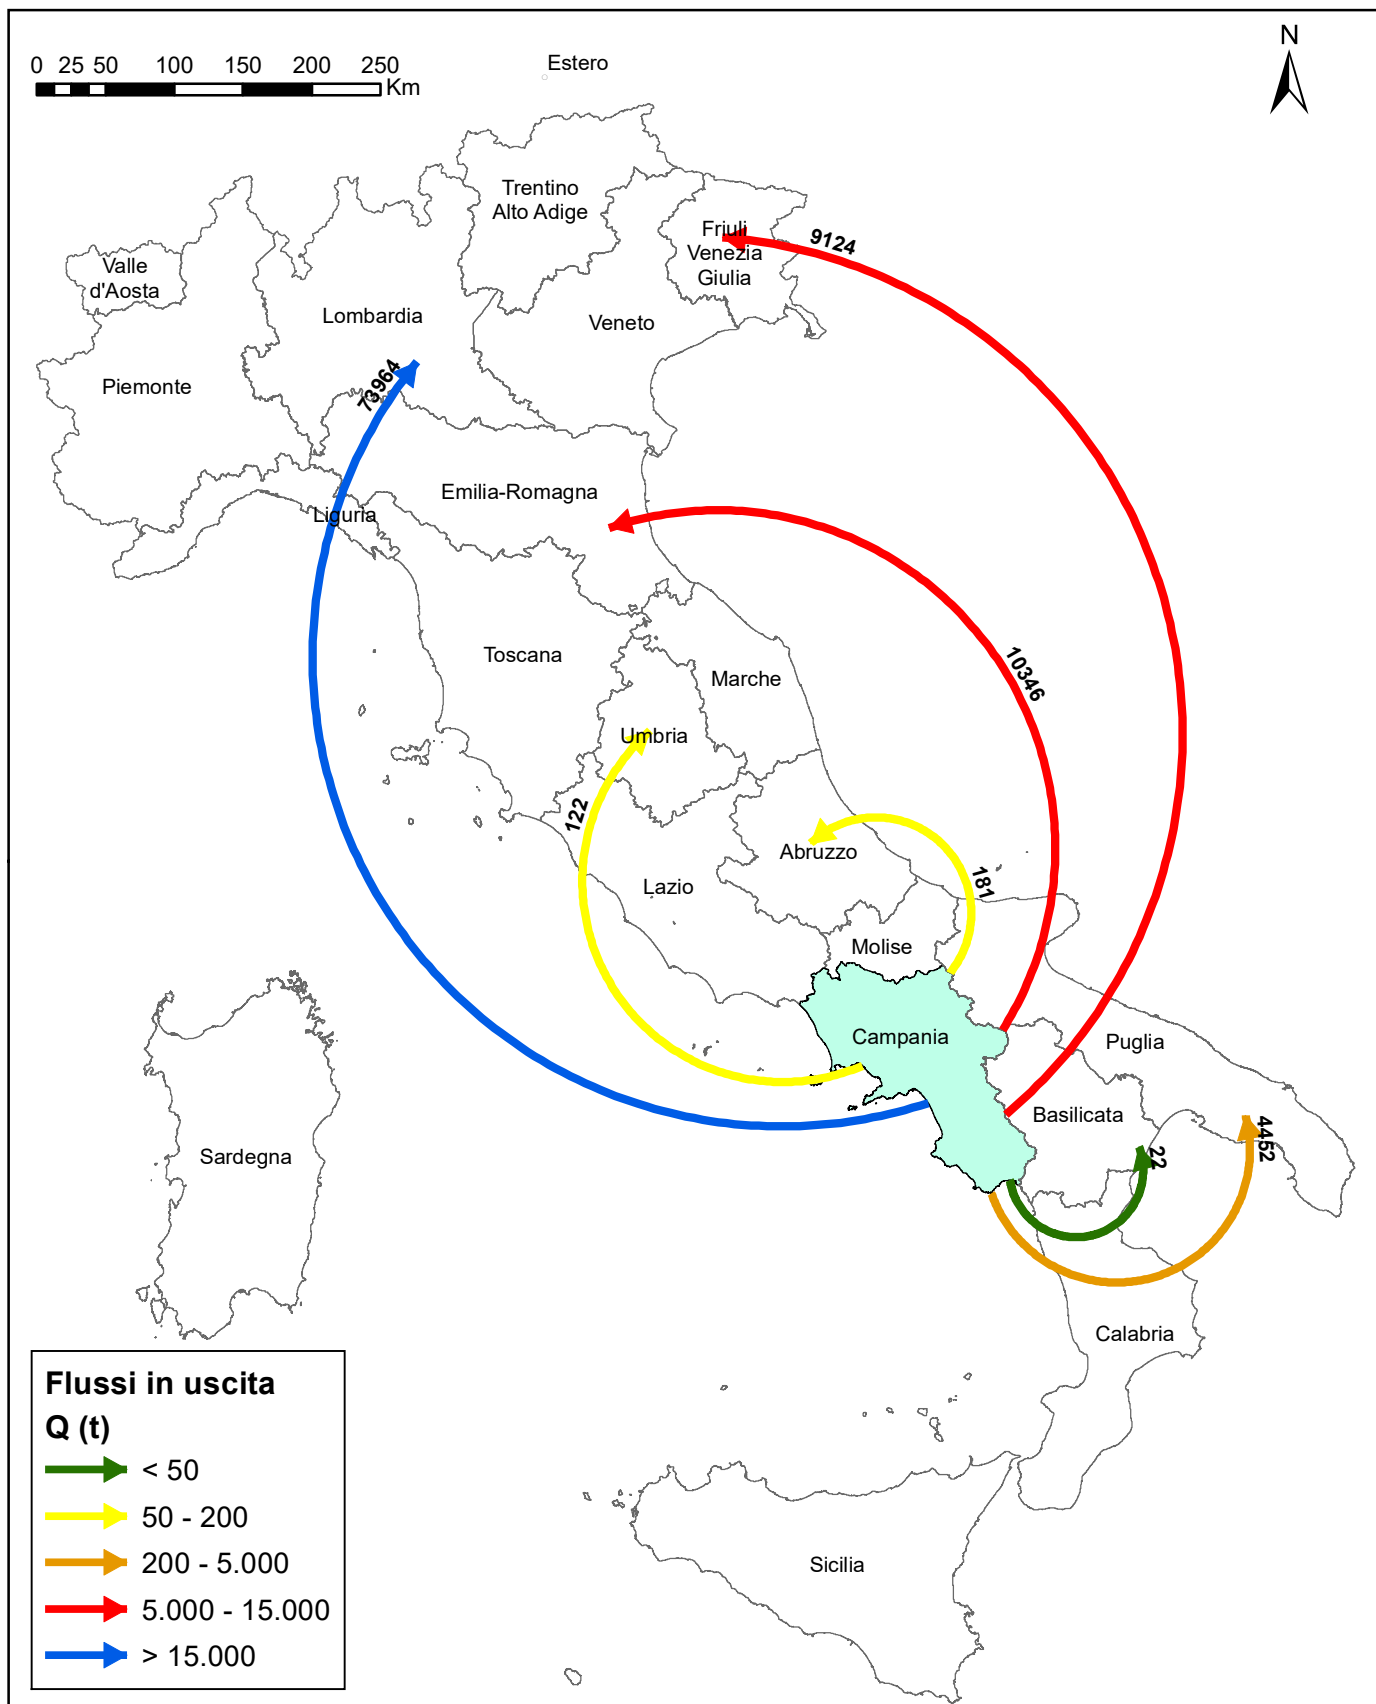 N
Estero
0 25 50 100 150 200 250
Km
Trentino
Alto Adige
Friuli
Venezia
Giulia
9124
Valle
d'Aosta
Lombardia
Veneto
Piemonte
73964
Emilia-Romagna
Liguria
Toscana
Marche
10346
Umbria
122
Abruzzo
181
Lazio
Molise
Campania
Puglia
Basilicata
4452
22
Sardegna
Calabria
Sicilia
Flussi in uscita
Q (t)
< 50
50 - 200
200 - 5.000
5.000 - 15.000
> 15.000